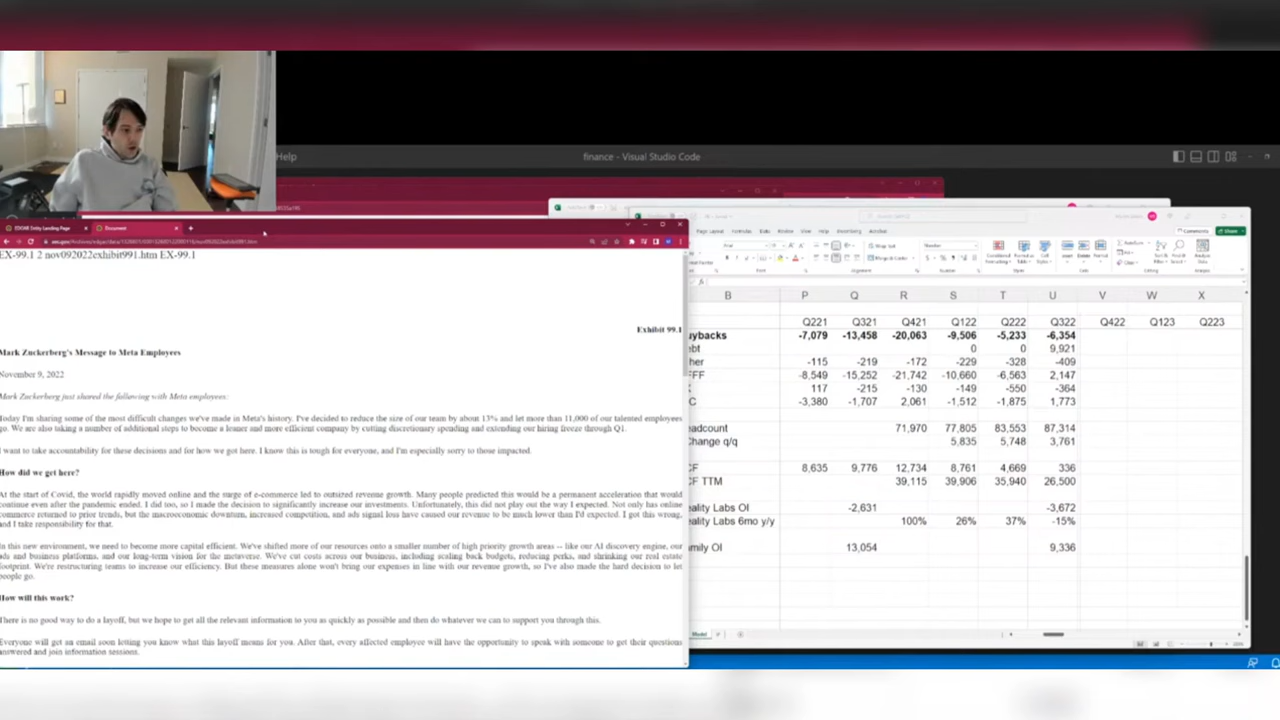 Help
finance - Visual Studio Code
EDGAR Entity Landing Page
Document
EX-99.1 2 nov092022exhibit991.htm EX-99.1
Exhibit 99.1
Mark Zuckerberg's Message to Meta Employees
November 9, 2022
Mark Zuckerberg just shared the following with Meta employees:
Today I'm sharing some of the most difficult changes we've made in Meta's history. I've decided to reduce the size of our team by about 13% and let more than 11,000 of our talented employees
go. We are also taking a number of additional steps to become a leaner and more efficient company by cutting discretionary spending and extending our hiring freeze through Q1.
I want to take accountability for these decisions and for how we got here. I know this is tough for everyone, and I'm especially sorry to those impacted.
How did we get here?
At the start of Covid, the world rapidly moved online and the surge of e-commerce led to outsized revenue growth. Many people predicted this would be a permanent acceleration that would
continue even after the pandemic ended. I did too, so I made the decision to significantly increase our investments. Unfortunately, this did not play out the way I expected. Not only has online
commerce returned to prior trends, but the macroeconomic downturn, increased competition, and ads signal loss have caused our revenue to be much lower than I'd expected. I got this wrong,
and I take responsibility for that.
In this new environment, we need to become more capital efficient. We've shifted more of our resources onto a smaller number of high priority growth areas -- like our AI discovery engine, our
ads and business platforms, and our long-term vision for the metaverse. We've cut costs across our business, including scaling back budgets, reducing perks, and shrinking our real estate
footprint. We're restructuring teams to increase our efficiency. But these measures alone won't bring our expenses in line with our revenue growth, so I've also made the hard decision to let
people go.
How will this work?
There is no good way to do a layoff, but we hope to get all the relevant information to you as quickly as possible and then do whatever we can to support you through this.
Everyone will get an email soon letting you know what this layoff means for you. After that, every affected employee will have the opportunity to speak with someone to get their questions
answered and join information sessions.
Page Layout Formulas Data Review View Help
Comments Share
B P Q R S T U V W X
Q221 Q321 Q421 Q122 Q222 Q322 Q422 Q123 Q223
uybacks -7,079 -13,458 -20,063 -9,506 -5,233 -6,354
ebt 0 0 9,921
ther -115 -219 -172 -229 -328 -409
FFF -8,549 -15,252 -21,742 -10,660 -6,563 2,147
X 117 -215 -130 -149 -550 -364
C -3,380 -1,707 2,061 -1,512 -1,875 1,773
eadcount 71,970 77,805 83,553 87,314
Change q/q 5,835 5,748 3,761
CF 8,635 9,776 12,734 8,761 4,669 336
CF TTM 39,115 39,906 35,940 26,500
eality Labs OI -2,631 -3,672
eality Labs 6mo y/y 100% 26% 37% -15%
amily OI 13,054 9,336
Model